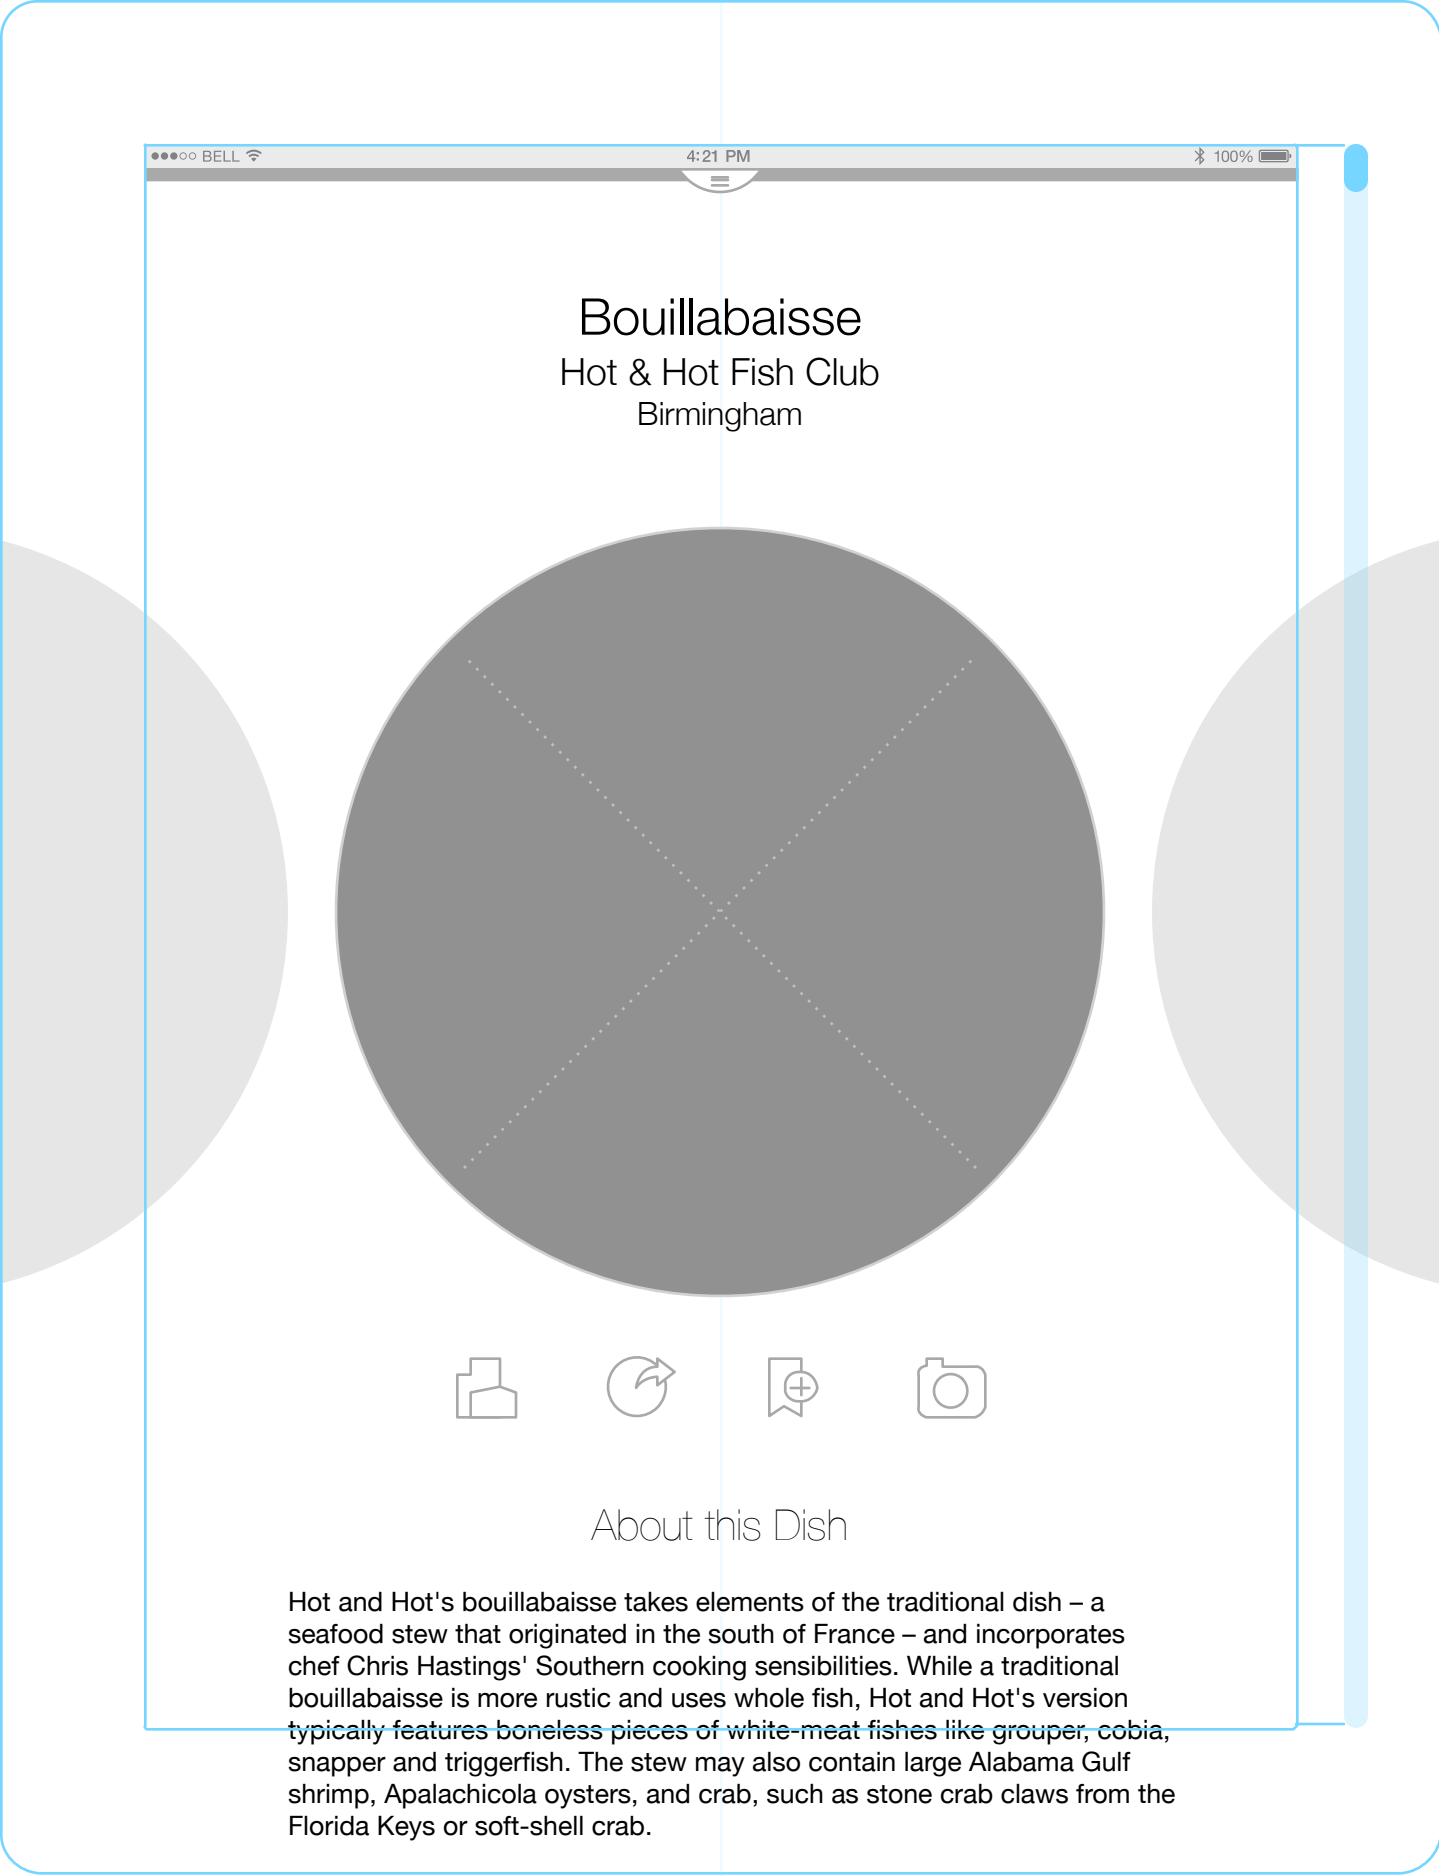 BELL
4:21 PM
100%
Bouillabaisse
Hot & Hot Fish Club
Birmingham
About this Dish
Hot and Hot's bouillabaisse takes elements of the traditional dish – a
seafood stew that originated in the south of France – and incorporates
chef Chris Hastings' Southern cooking sensibilities. While a traditional
bouillabaisse is more rustic and uses whole fish, Hot and Hot's version
typically features boneless pieces of white-meat fishes like grouper, cobia,
snapper and triggerfish. The stew may also contain large Alabama Gulf
shrimp, Apalachicola oysters, and crab, such as stone crab claws from the
Florida Keys or soft-shell crab.